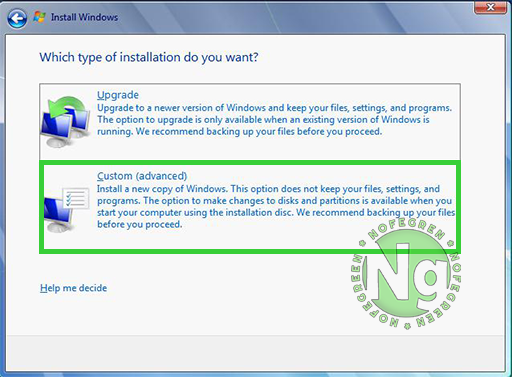 Install Windows
Which type of installation do you want?
Upgrade
Upgrade to a newer version of Windows and keep your files, settings, and programs.
The option to upgrade is only available when an existing version of Windows is
running. We recommend backing up your files before you proceed.
Custom (advanced)
Install a new copy of Windows. This option does not keep your files, settings, and
programs. The option to make changes to disks and partitions is available when you
start your computer using the installation disc. We recommend backing up your files
before you proceed.
Help me decide
NOFEGREEN
NOFEGREN
NOFEGREEN
Ng